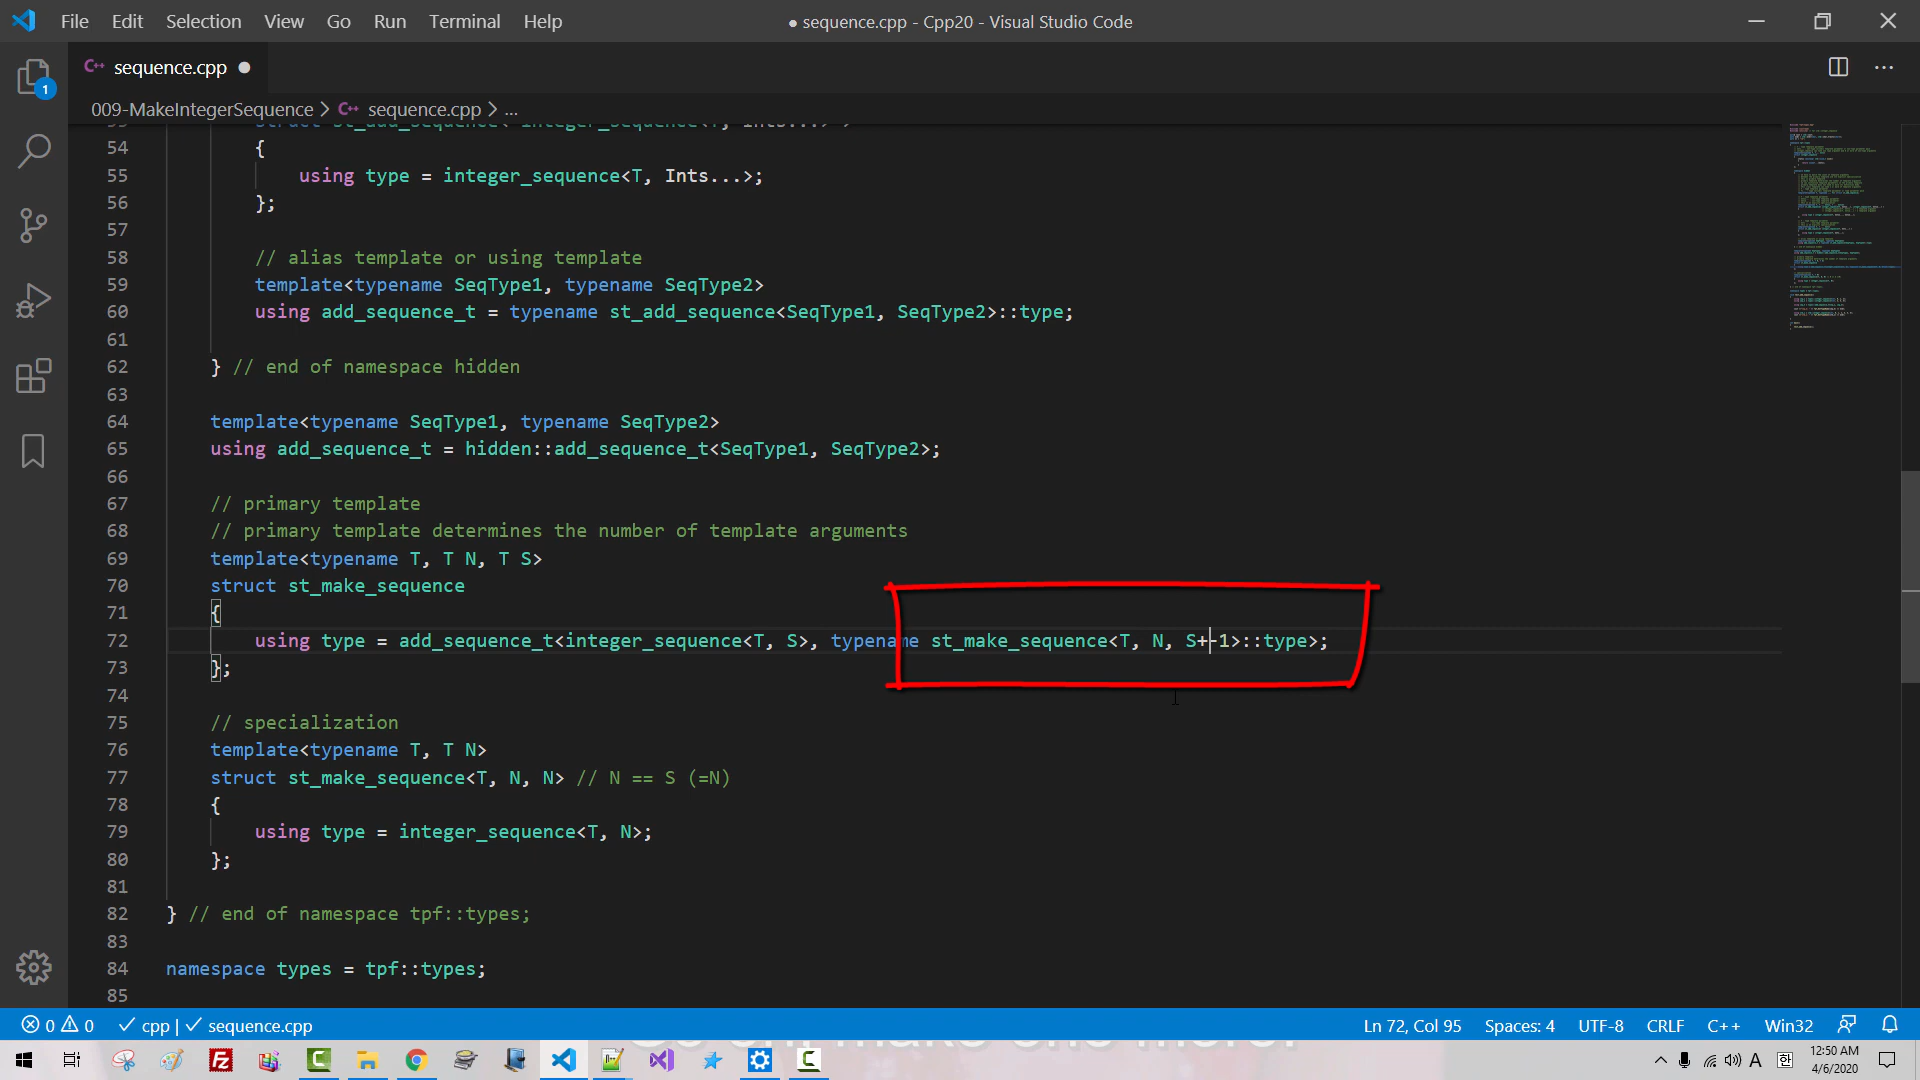 File Edit Selection View Go Run Terminal Help
● sequence.cpp - Cpp20 - Visual Studio Code
C++ sequence.cpp ●
009-MakeIntegerSequence > C++ sequence.cpp > ...
54 {
55 using type = integer_sequence<T, Ints...>;
56 };
57
58 // alias template or using template
59 template<typename SeqType1, typename SeqType2>
60 using add_sequence_t = typename st_add_sequence<SeqType1, SeqType2>::type;
61
62 } // end of namespace hidden
63
64 template<typename SeqType1, typename SeqType2>
65 using add_sequence_t = hidden::add_sequence_t<SeqType1, SeqType2>;
66
67 // primary template
68 // primary template determines the number of template arguments
69 template<typename T, T N, T S>
70 struct st_make_sequence
71 {
72 using type = add_sequence_t<integer_sequence<T, S>, typename st_make_sequence<T, N, S+-1>::type>;
73 };
74
75 // specialization
76 template<typename T, T N>
77 struct st_make_sequence<T, N, N> // N == S (=N)
78 {
79 using type = integer_sequence<T, N>;
80 };
81
82 } // end of namespace tpf::types;
83
84 namespace types = tpf::types;
85
1
0 0 cpp | sequence.cpp
Ln 72, Col 95 Spaces: 4 UTF-8 CRLF C++ Win32
A 한 12:50 AM
4/6/2020